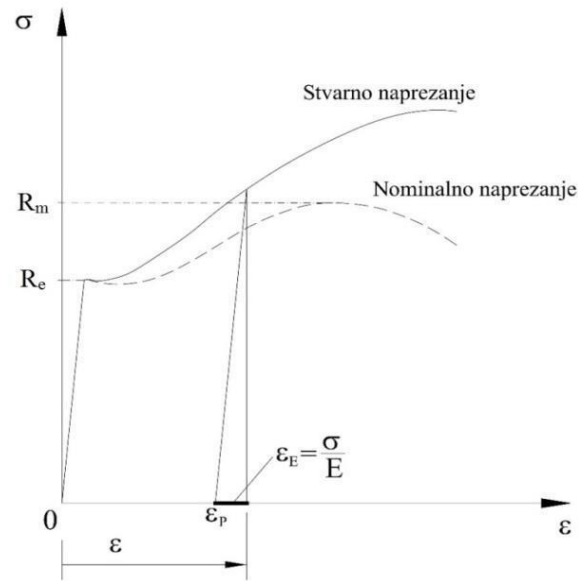 σ
Stvarno naprezanje
Nominalno naprezanje
Rm
Re
εE = σ/E
0
εP
ε
ε